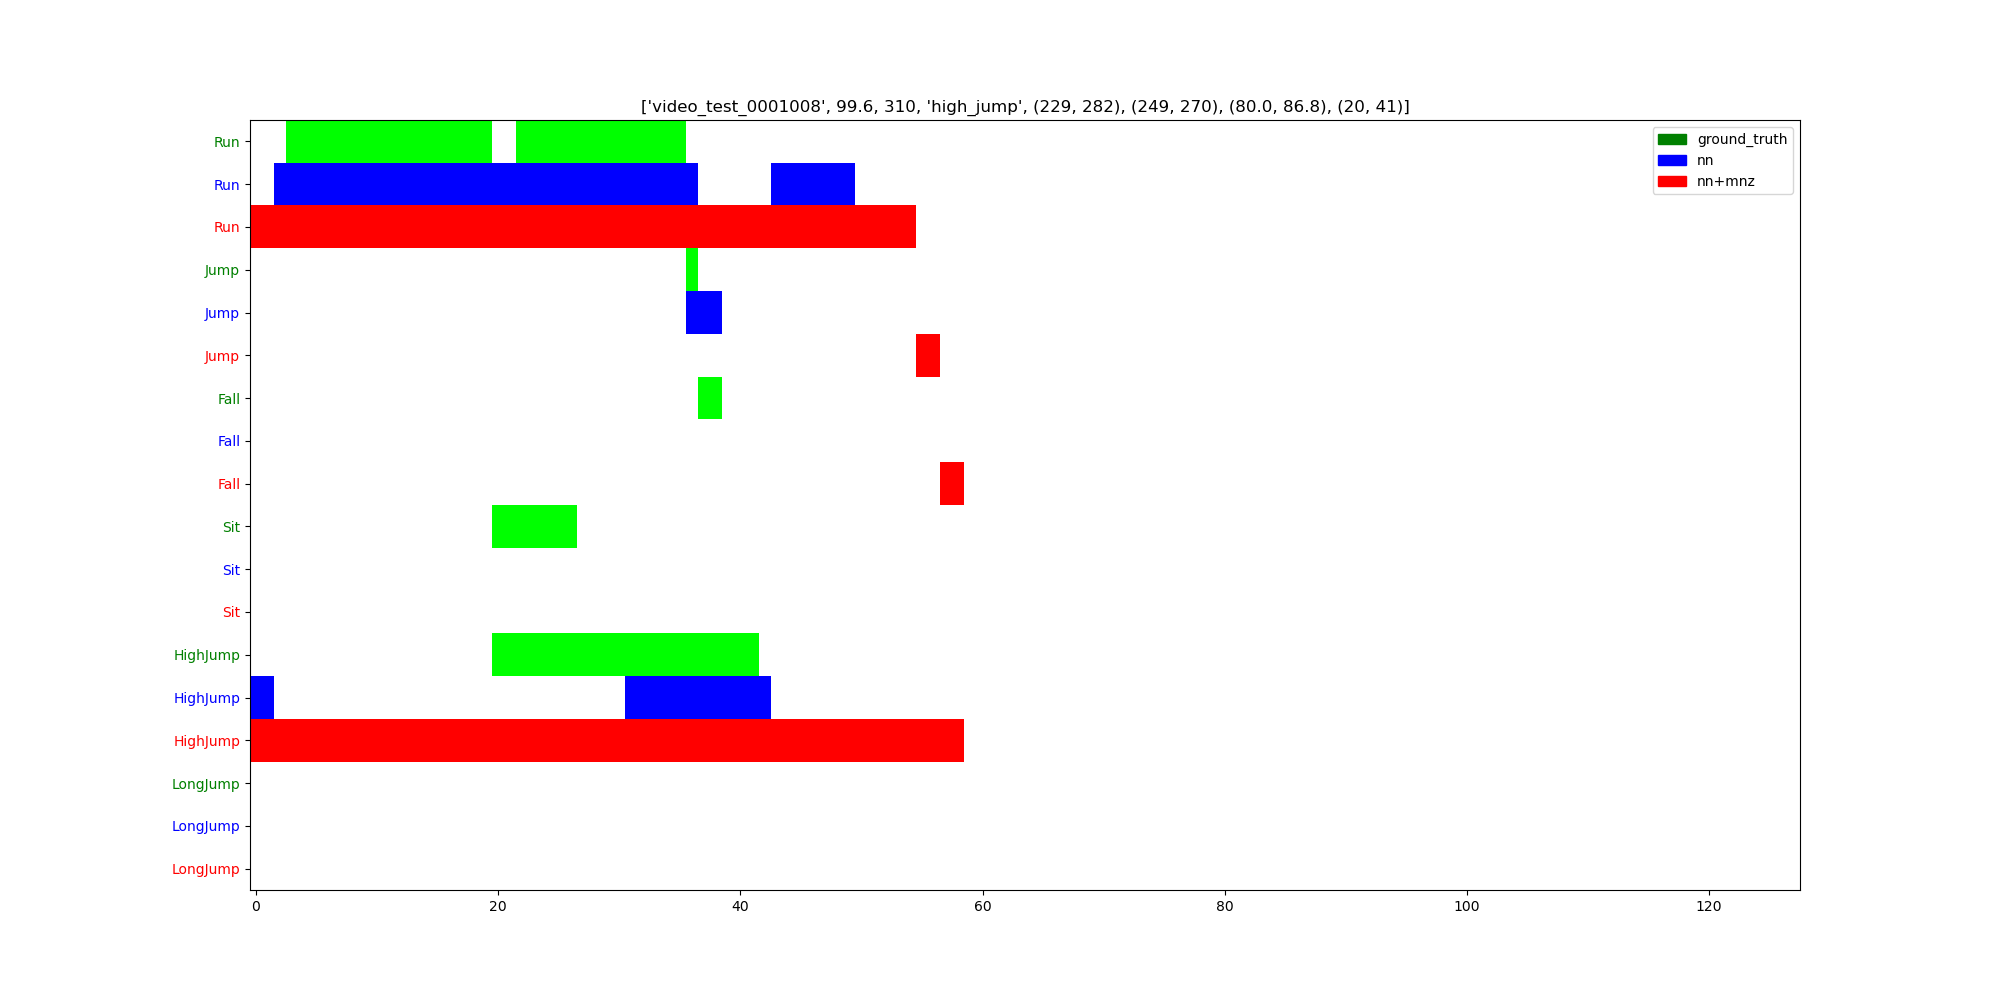 ['video_test_0001008', 99.6, 310, 'high_jump', (229, 282), (249, 270), (80.0, 86.8), (20, 41)]
ground_truth
nn
nn+mnz
Run
Run
Run
Jump
Jump
Jump
Fall
Fall
Fall
Sit
Sit
Sit
HighJump
HighJump
HighJump
LongJump
LongJump
LongJump
0 20 40 60 80 100 120